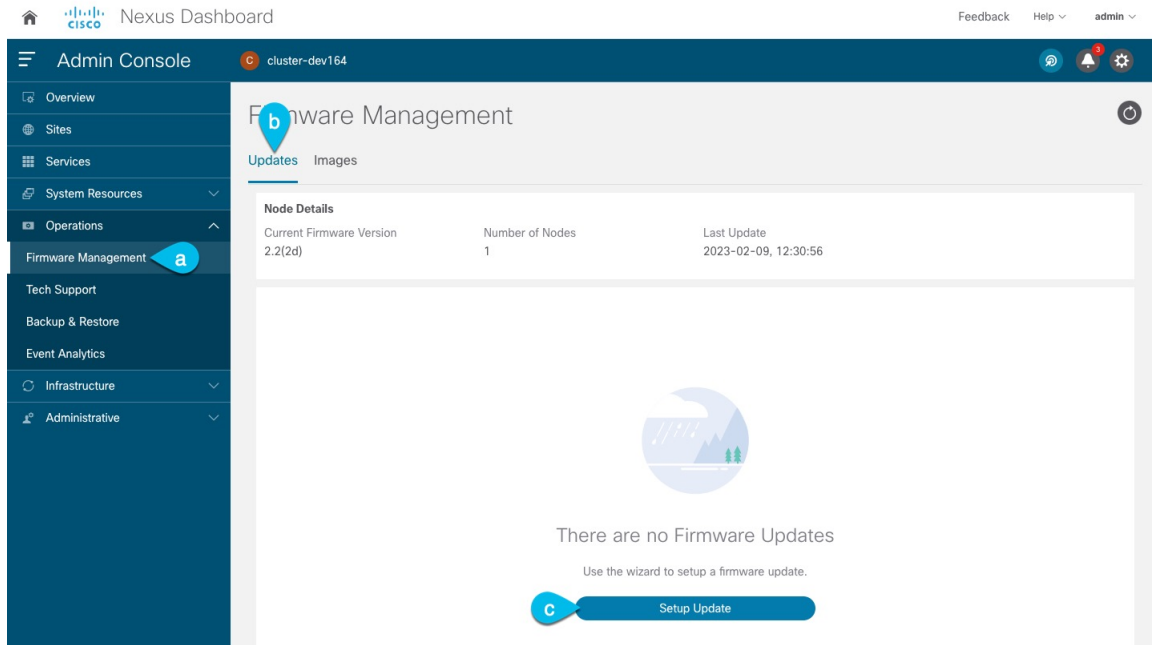 CISCO Nexus Dashboard Feedback Help admin
Admin Console C cluster-dev164 3
Overview
Sites
Services
System Resources
Operations
Firmware Management a
Tech Support
Backup & Restore
Event Analytics
Infrastructure
Administrative
Firmware Management
b
Updates Images
Node Details
Current Firmware Version Number of Nodes Last Update
2.2(2d) 1 2023-02-09, 12:30:56
There are no Firmware Updates
Use the wizard to setup a firmware update.
c Setup Update